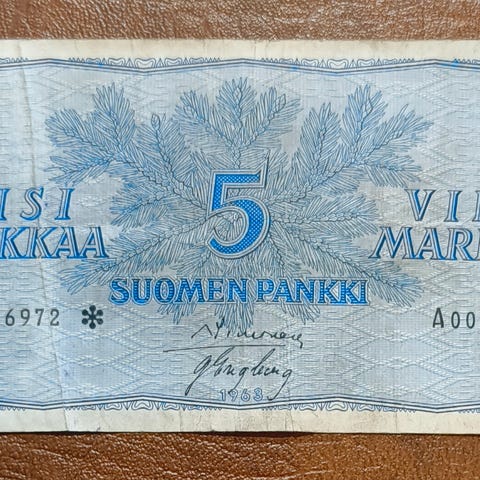 5
ISI VII
KKAA MAR
SUOMEN PANKKI
6972 * A00
1963